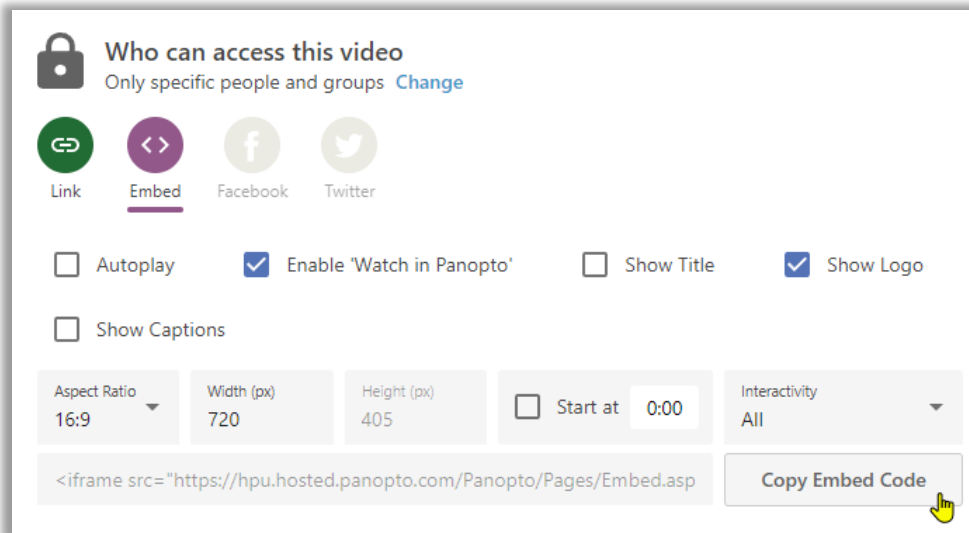 Who can access this video
Only specific people and groups Change
Link Embed Facebook Twitter
Autoplay Enable 'Watch in Panopto' Show Title Show Logo
Show Captions
Aspect Ratio Width (px) Height (px) Interactivity
16:9 720 405 Start at 0:00 All
<iframe src="https://hpu.hosted.panopto.com/Panopto/Pages/Embed.asp Copy Embed Code